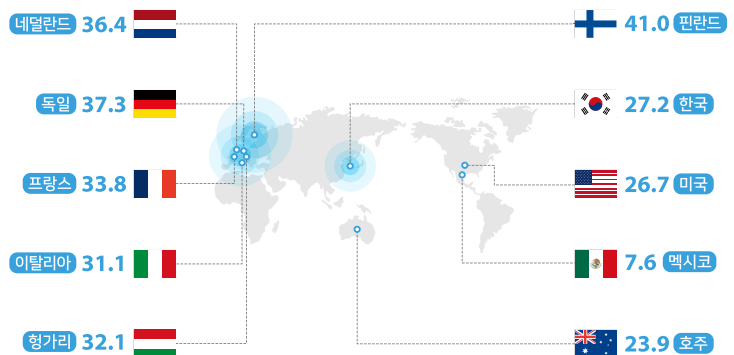 네덜란드 36.4
41.0 핀란드
독일 37.3
27.2 한국
프랑스 33.8
26.7 미국
이탈리아 31.1
7.6 멕시코
헝가리 32.1
23.9 호주